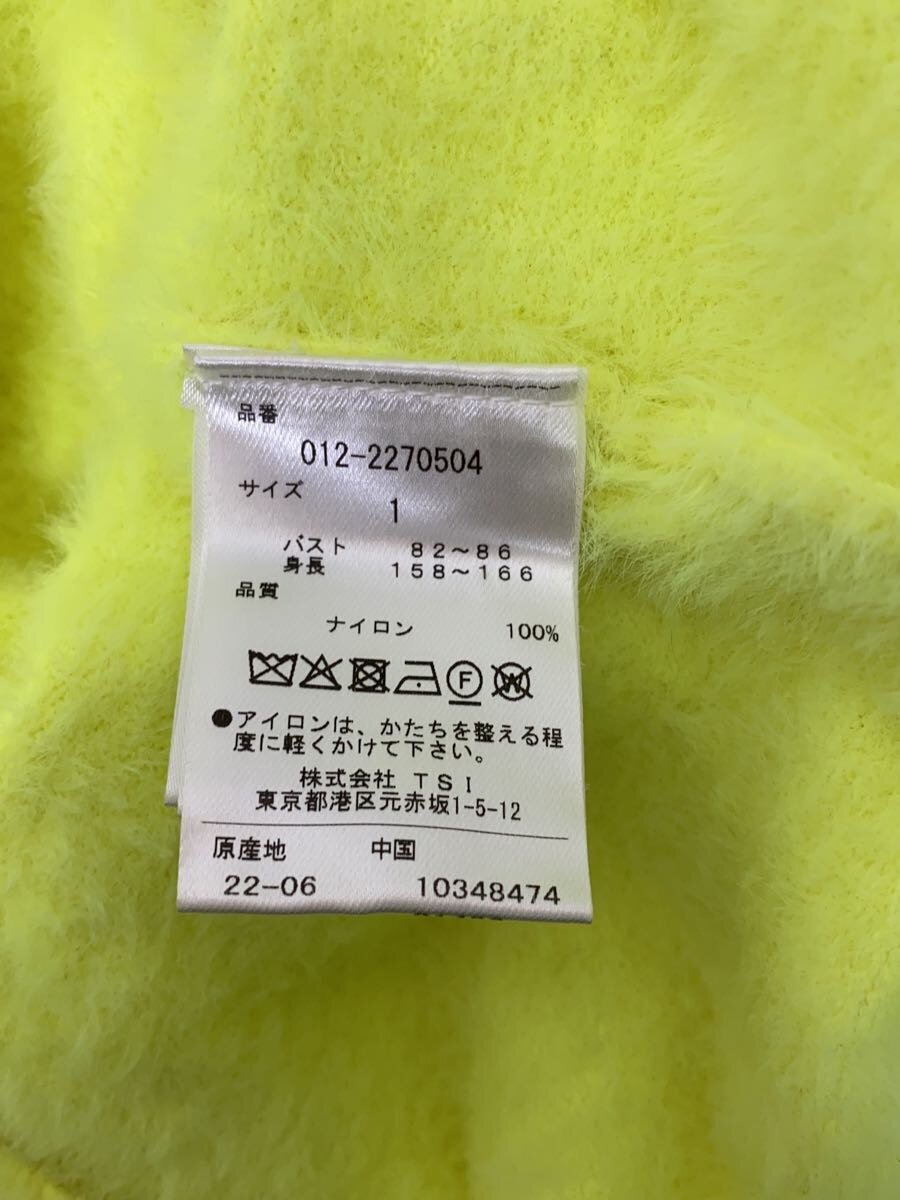 品番
012-2270504
サイズ
1
バスト 82～86
身長 158～166
品質
ナイロン 100%
F
W
●アイロンは、かたちを整える程
度に軽くかけて下さい。
株式会社 TSI
東京都港区元赤坂1-5-12
原産地 中国
22-06 10348474